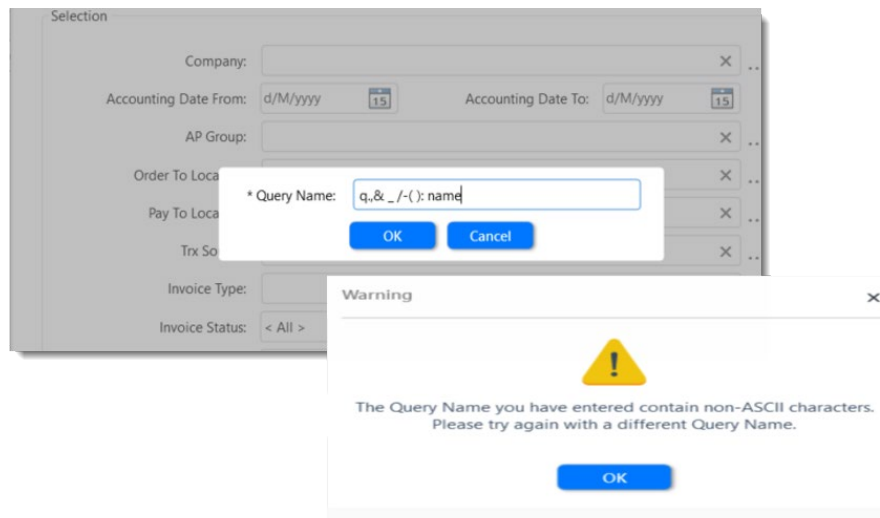 Selection
Company:
Accounting Date From: d/M/yyyy 15 Accounting Date To: d/M/yyyy 15
AP Group:
Order To Loca
* Query Name: q.,& _ /-( ): name
Pay To Loca
OK Cancel
Trx So
Invoice Type:
Warning
Invoice Status: < All >
The Query Name you have entered contain non-ASCII characters.
Please try again with a different Query Name.
OK